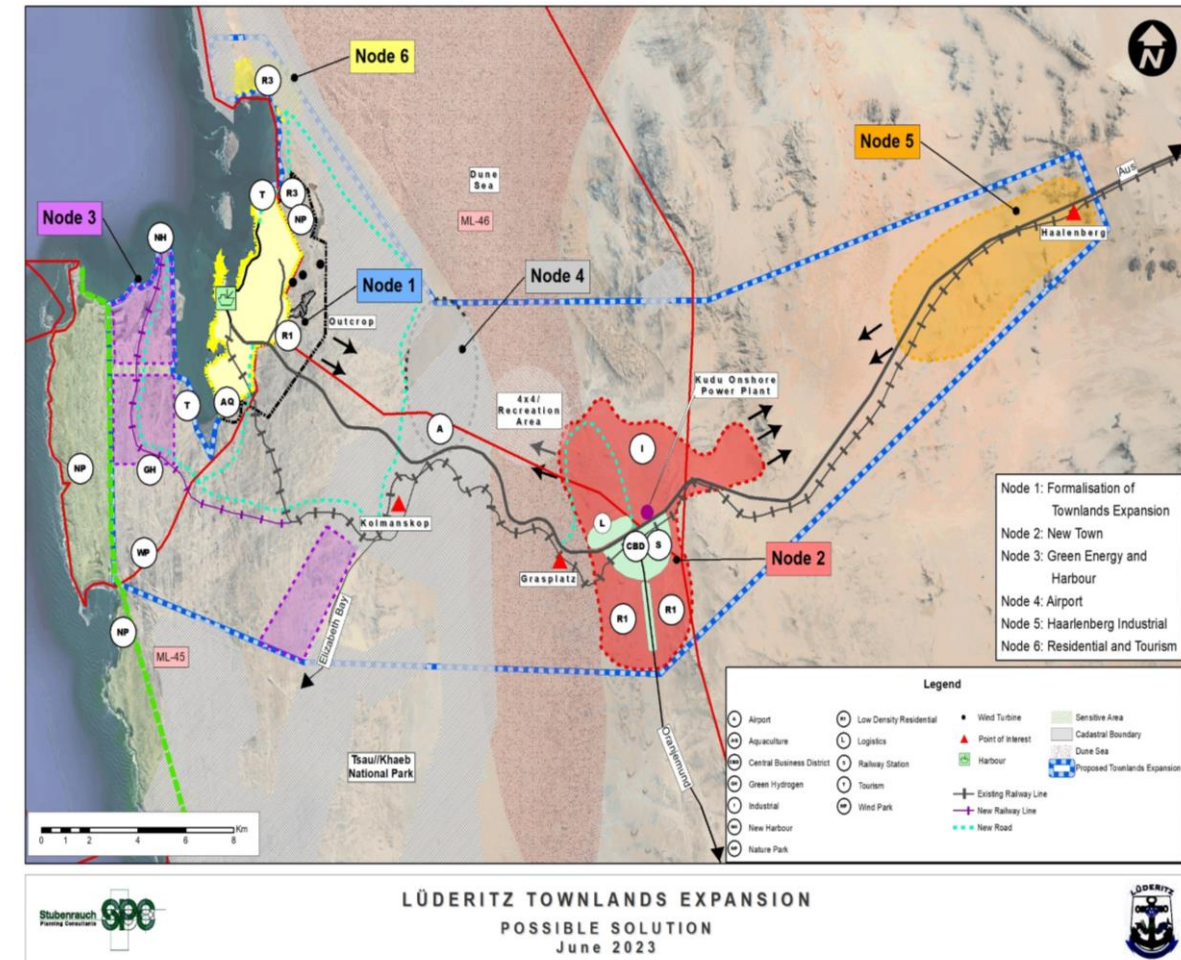 Node 6
N
R3
Node 5
Aus
Dune
Sea
T
R3
NP
Node 3
ML-46
Haalenberg
NH
Node 4
Node 1
Outcrop
R1
Kudu Onshore
Power Plant
4x4/
Recreation
Area
T
AQ
A
I
NP
GH
Kolmanskop
L
CBD
S
WP
Grasplatz
Node 2
R1
R1
NP
ML-45
Elizabeth Bay
Oranjemund
Tsau//Khaeb
National Park
Node 1: Formalisation of
Townlands Expansion
Node 2: New Town
Node 3: Green Energy and
Harbour
Node 4: Airport
Node 5: Haarlenberg Industrial
Node 6: Residential and Tourism
Legend
A Airport
AQ Aquaculture
CBD Central Business District
GH Green Hydrogen
I Industrial
NH New Harbour
NP Nature Park
R1 Low Density Residential
L Logistics
S Railway Station
T Tourism
WP Wind Park
Wind Turbine
Point of Interest
Harbour
Existing Railway Line
New Railway Line
New Road
Sensitive Area
Cadastral Boundary
Dune Sea
Proposed Townlands Expansion
0 1 2 4 6 8 Km
Stubenrauch
Planning Consultants
SPC
LÜDERITZ TOWNLANDS EXPANSION
POSSIBLE SOLUTION
June 2023
LÜDERITZ